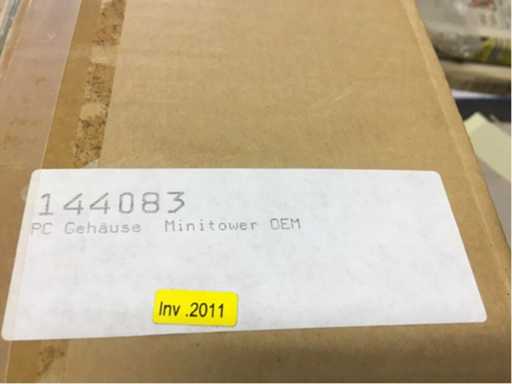 144083
PC Gehäuse Minitower OEM
Inv .2011